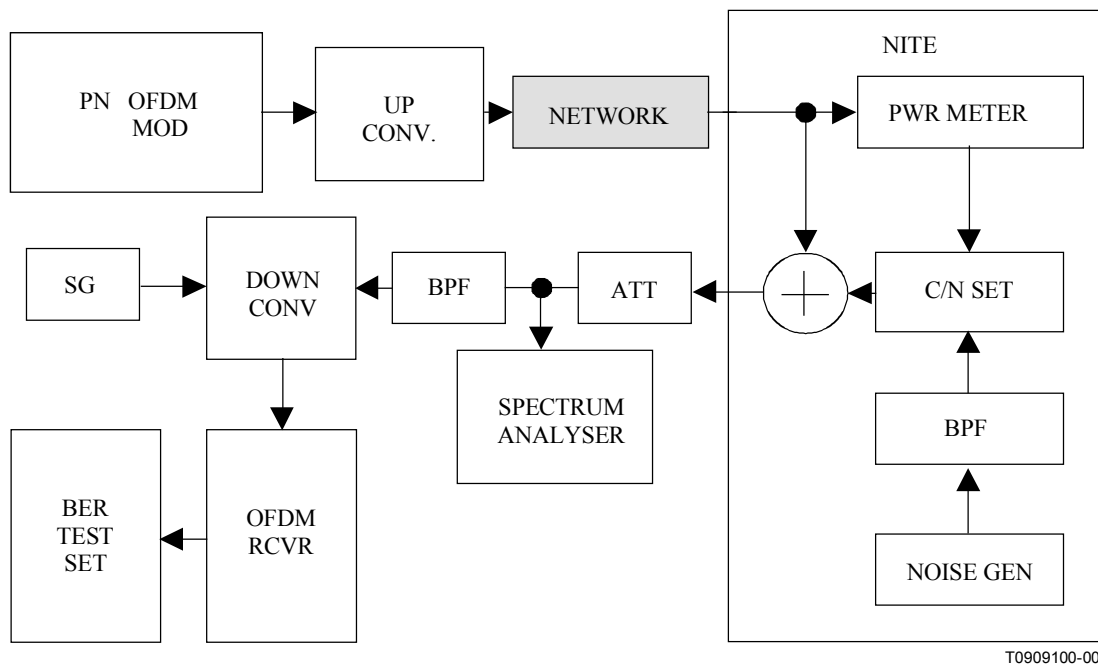 NITE
PN OFDM
MOD
UP
CONV.
NETWORK
PWR METER
SG
DOWN
CONV
BPF
ATT
C/N SET
SPECTRUM
ANALYSER
BPF
BER
TEST
SET
OFDM
RCVR
NOISE GEN
T0909100-00